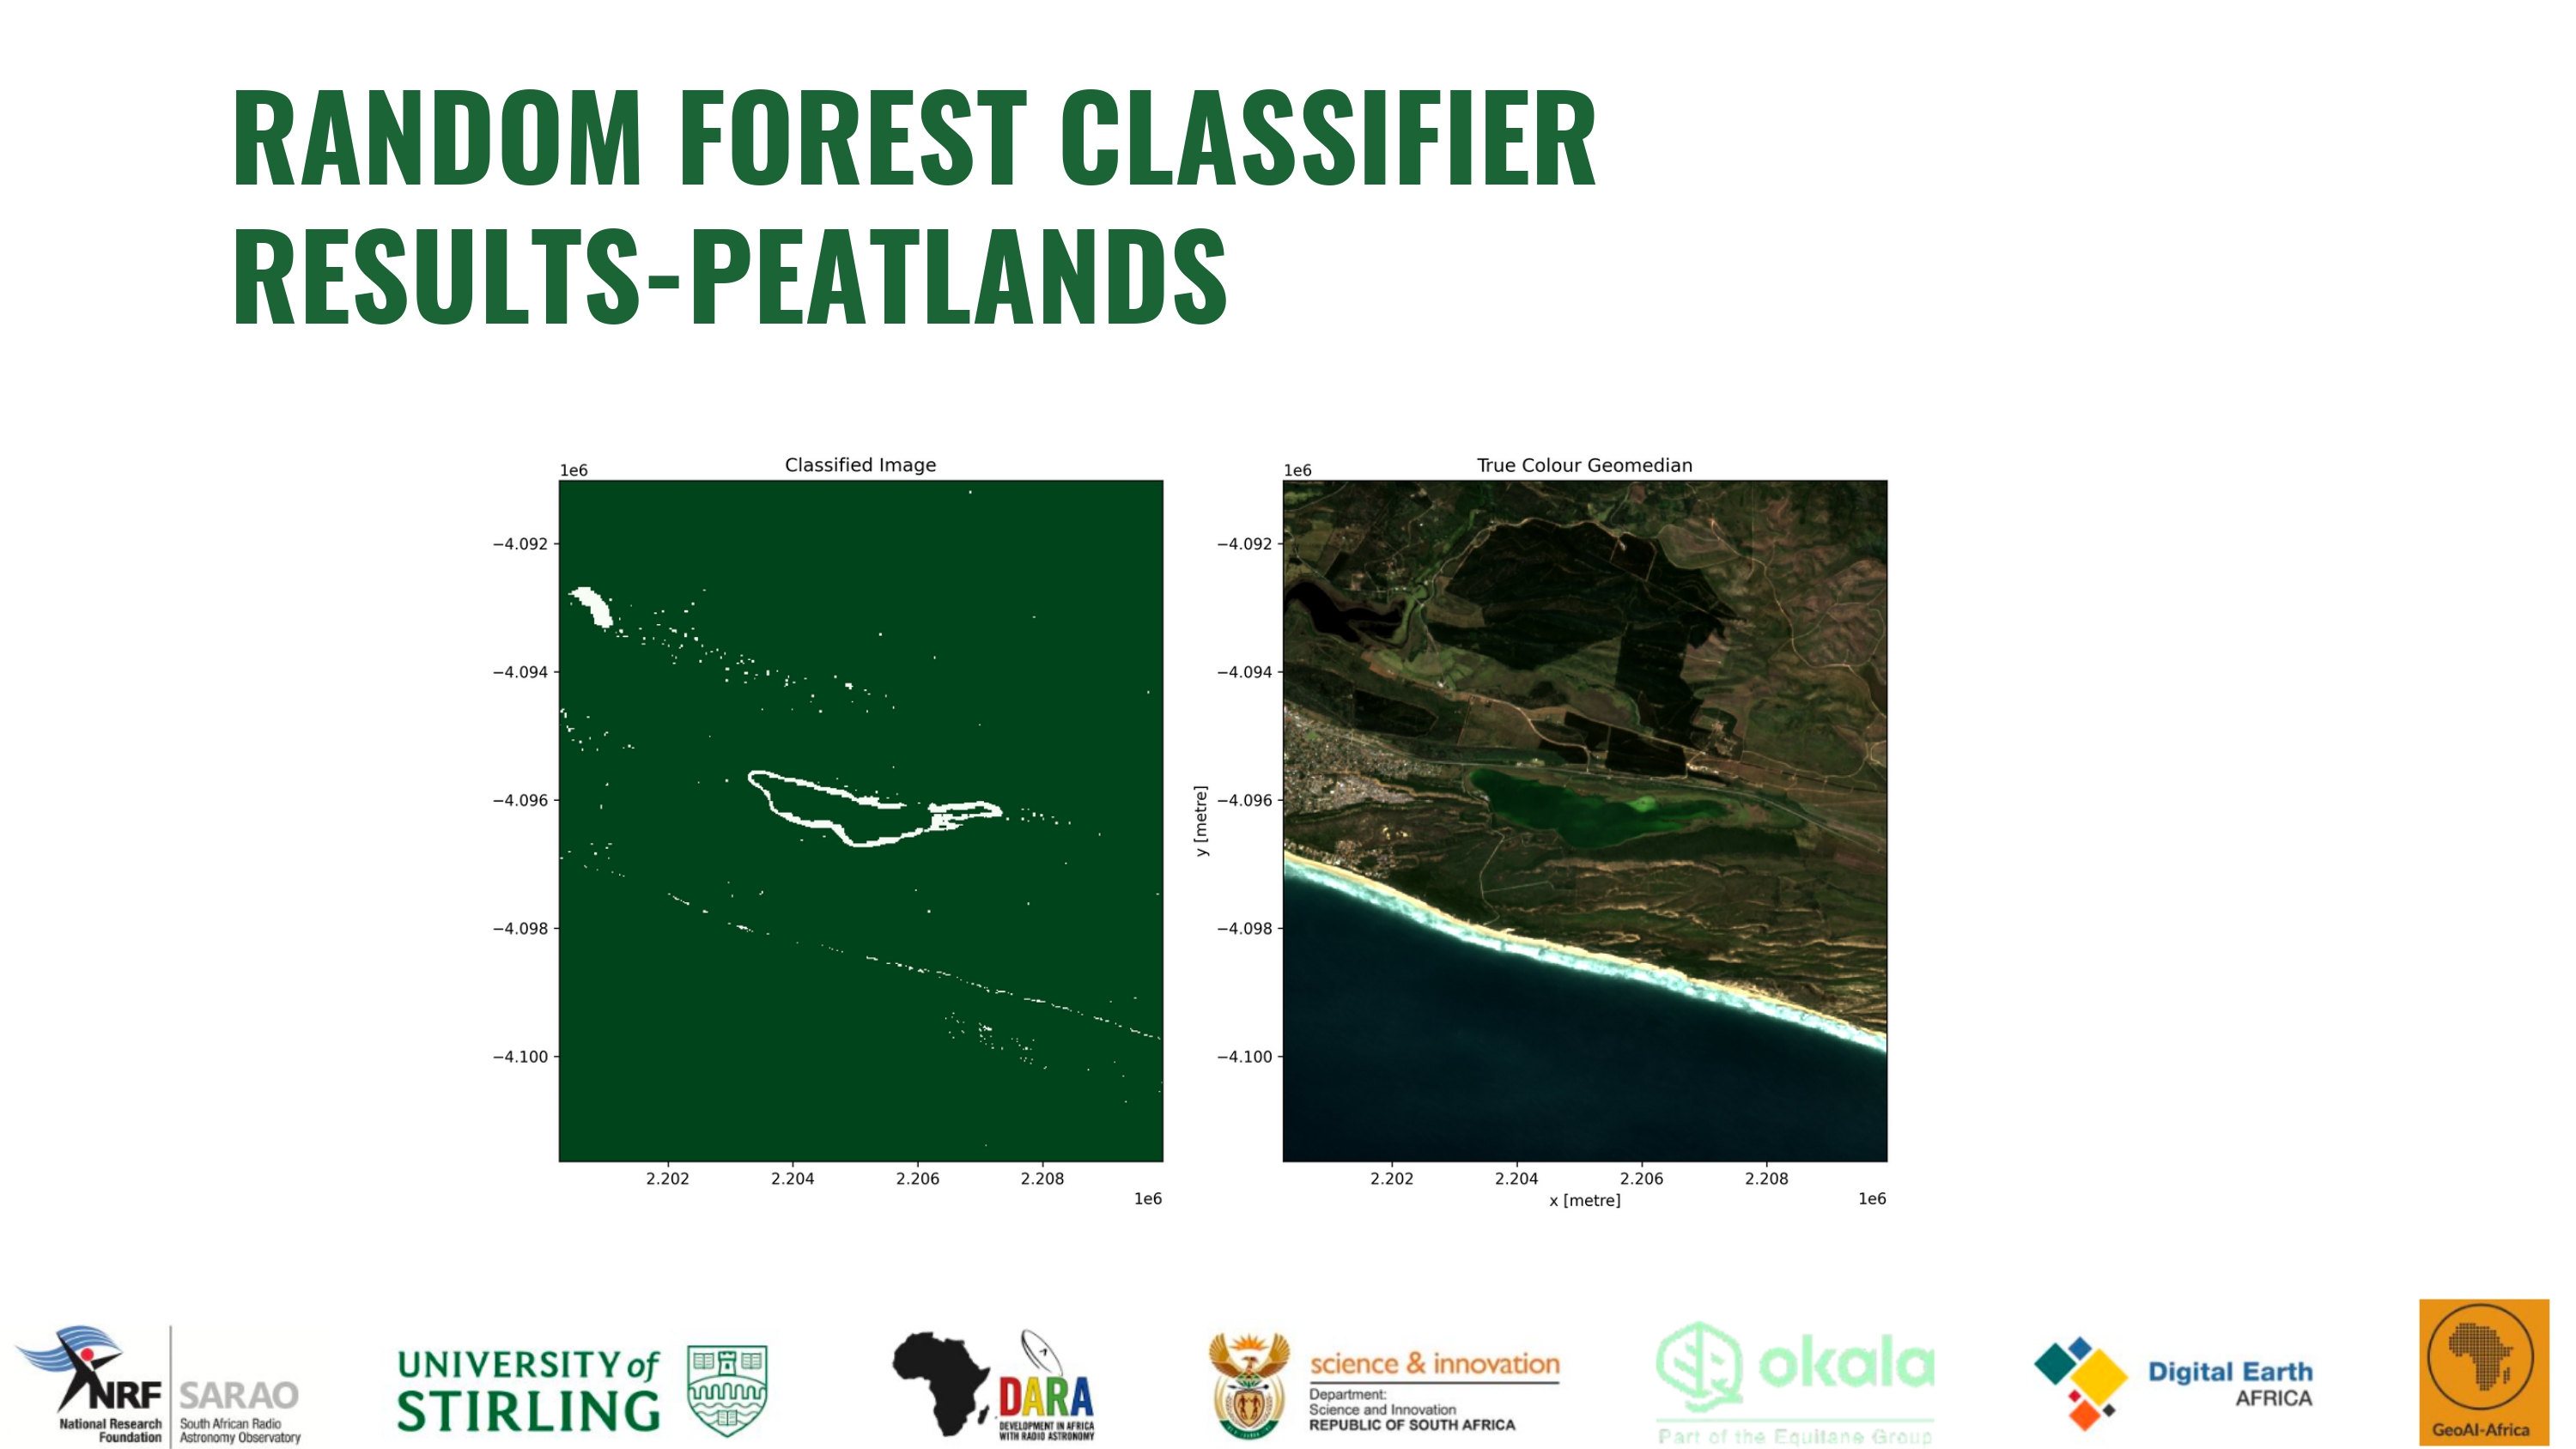 RANDOM FOREST CLASSIFIER
RESULTS-PEATLANDS
Classified Image
1e6
−4.092
−4.094
−4.096
−4.098
−4.100
2.202 2.204 2.206 2.208
1e6
True Colour Geomedian
1e6
y [metre]
−4.092
−4.094
−4.096
−4.098
−4.100
2.202 2.204 2.206 2.208
x [metre]
1e6
NRF
National Research
Foundation
SARAO
South African Radio
Astronomy Observatory
UNIVERSITY of
STIRLING
DARA
DEVELOPMENT IN AFRICA
WITH RADIO ASTRONOMY
science & innovation
Department:
Science and Innovation
REPUBLIC OF SOUTH AFRICA
okala
Part of the Equitane Group
Digital Earth
AFRICA
GeoAI-Africa